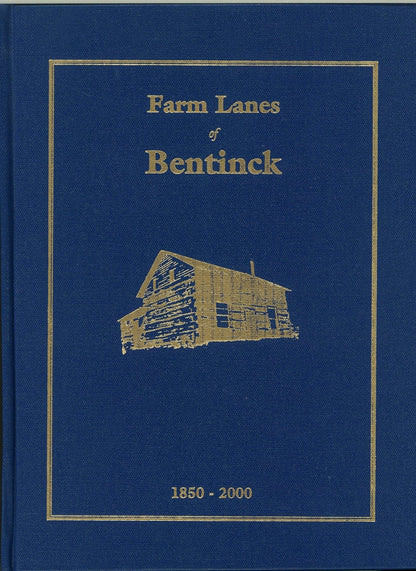 Farm Lanes
of
Bentinck
1850 - 2000